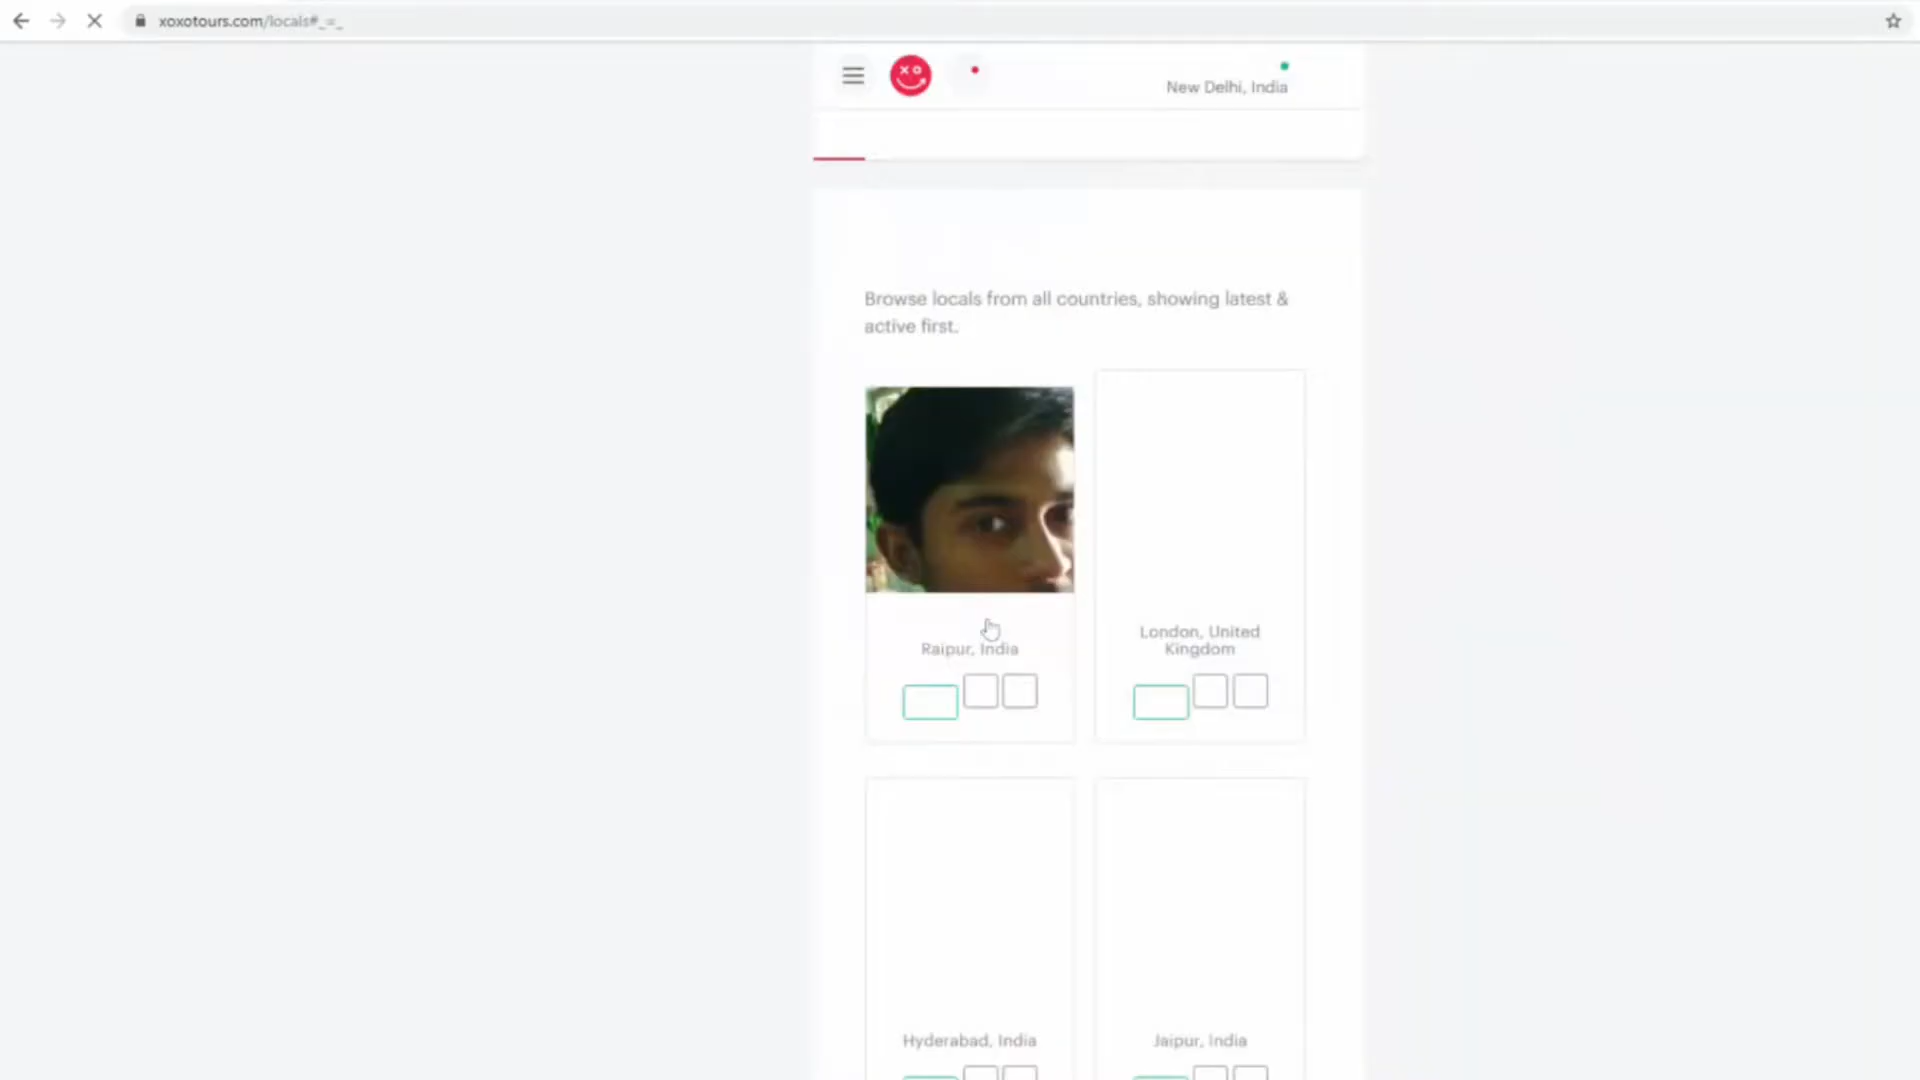 xoxotours.com/locals#_=_
XO
New Delhi, India
Browse locals from all countries, showing latest &
active first.
Raipur, India
London, United
Kingdom
Hyderabad, India
Jaipur, India